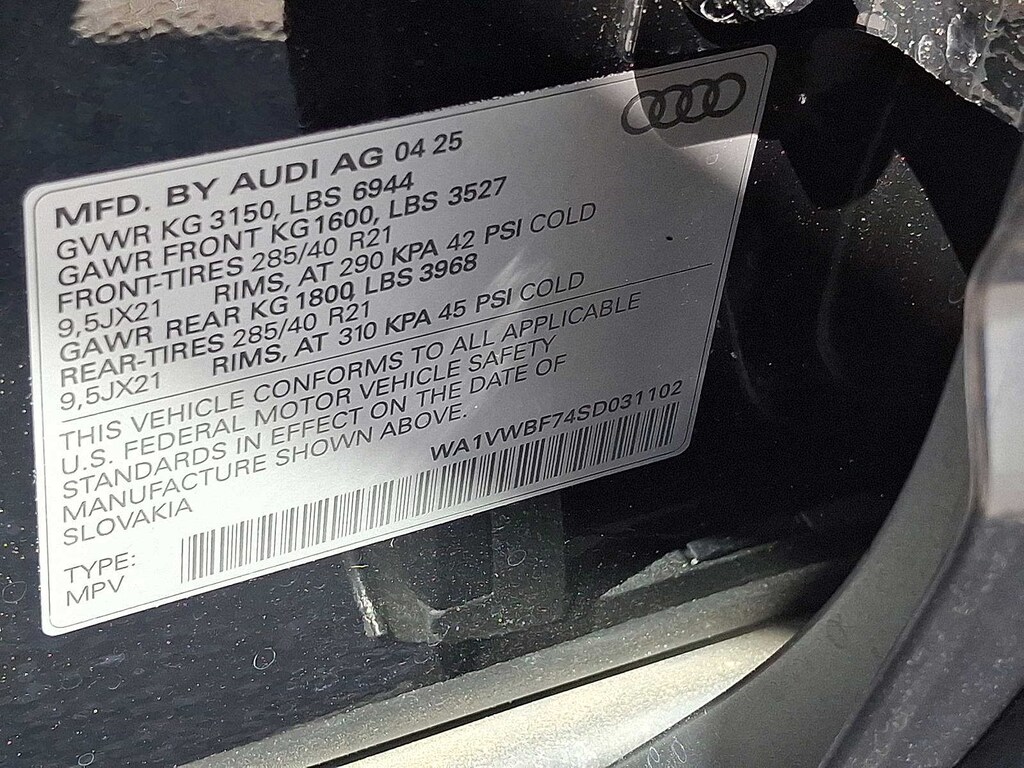 MFD. BY AUDI AG 04 25
GVWR KG 3150, LBS 6944
GAWR FRONT KG1600, LBS 3527
FRONT-TIRES 285/40 R21
9,5JX21 RIMS, AT 290 KPA 42 PSI COLD
GAWR REAR KG 1800, LBS 3968
REAR-TIRES 285/40 R21
9,5JX21 RIMS, AT 310 KPA 45 PSI COLD
THIS VEHICLE CONFORMS TO ALL APPLICABLE
U.S. FEDERAL MOTOR VEHICLE SAFETY
STANDARDS IN EFFECT ON THE DATE OF
MANUFACTURE SHOWN ABOVE.
SLOVAKIA
WA1VWBF74SD031102
TYPE:
MPV